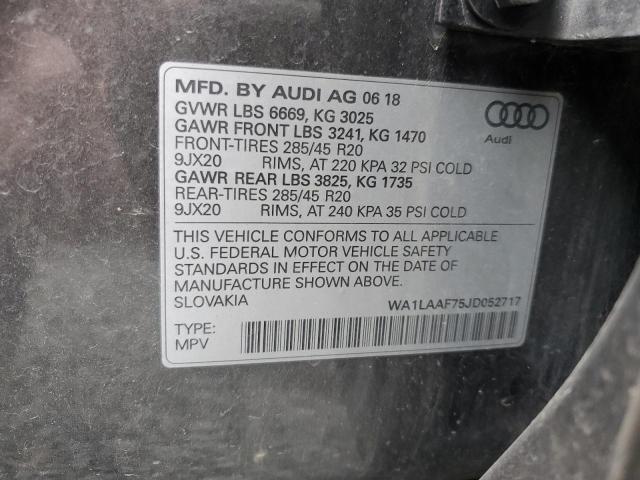 MFD. BY AUDI AG 06 18
GVWR LBS 6669, KG 3025
GAWR FRONT LBS 3241, KG 1470
FRONT-TIRES 285/45 R20
9JX20 RIMS, AT 220 KPA 32 PSI COLD
GAWR REAR LBS 3825, KG 1735
REAR-TIRES 285/45 R20
9JX20 RIMS, AT 240 KPA 35 PSI COLD
Audi
THIS VEHICLE CONFORMS TO ALL APPLICABLE
U.S. FEDERAL MOTOR VEHICLE SAFETY
STANDARDS IN EFFECT ON THE DATE OF
MANUFACTURE SHOWN ABOVE.
SLOVAKIA
WA1LAAF75JD052717
TYPE:
MPV